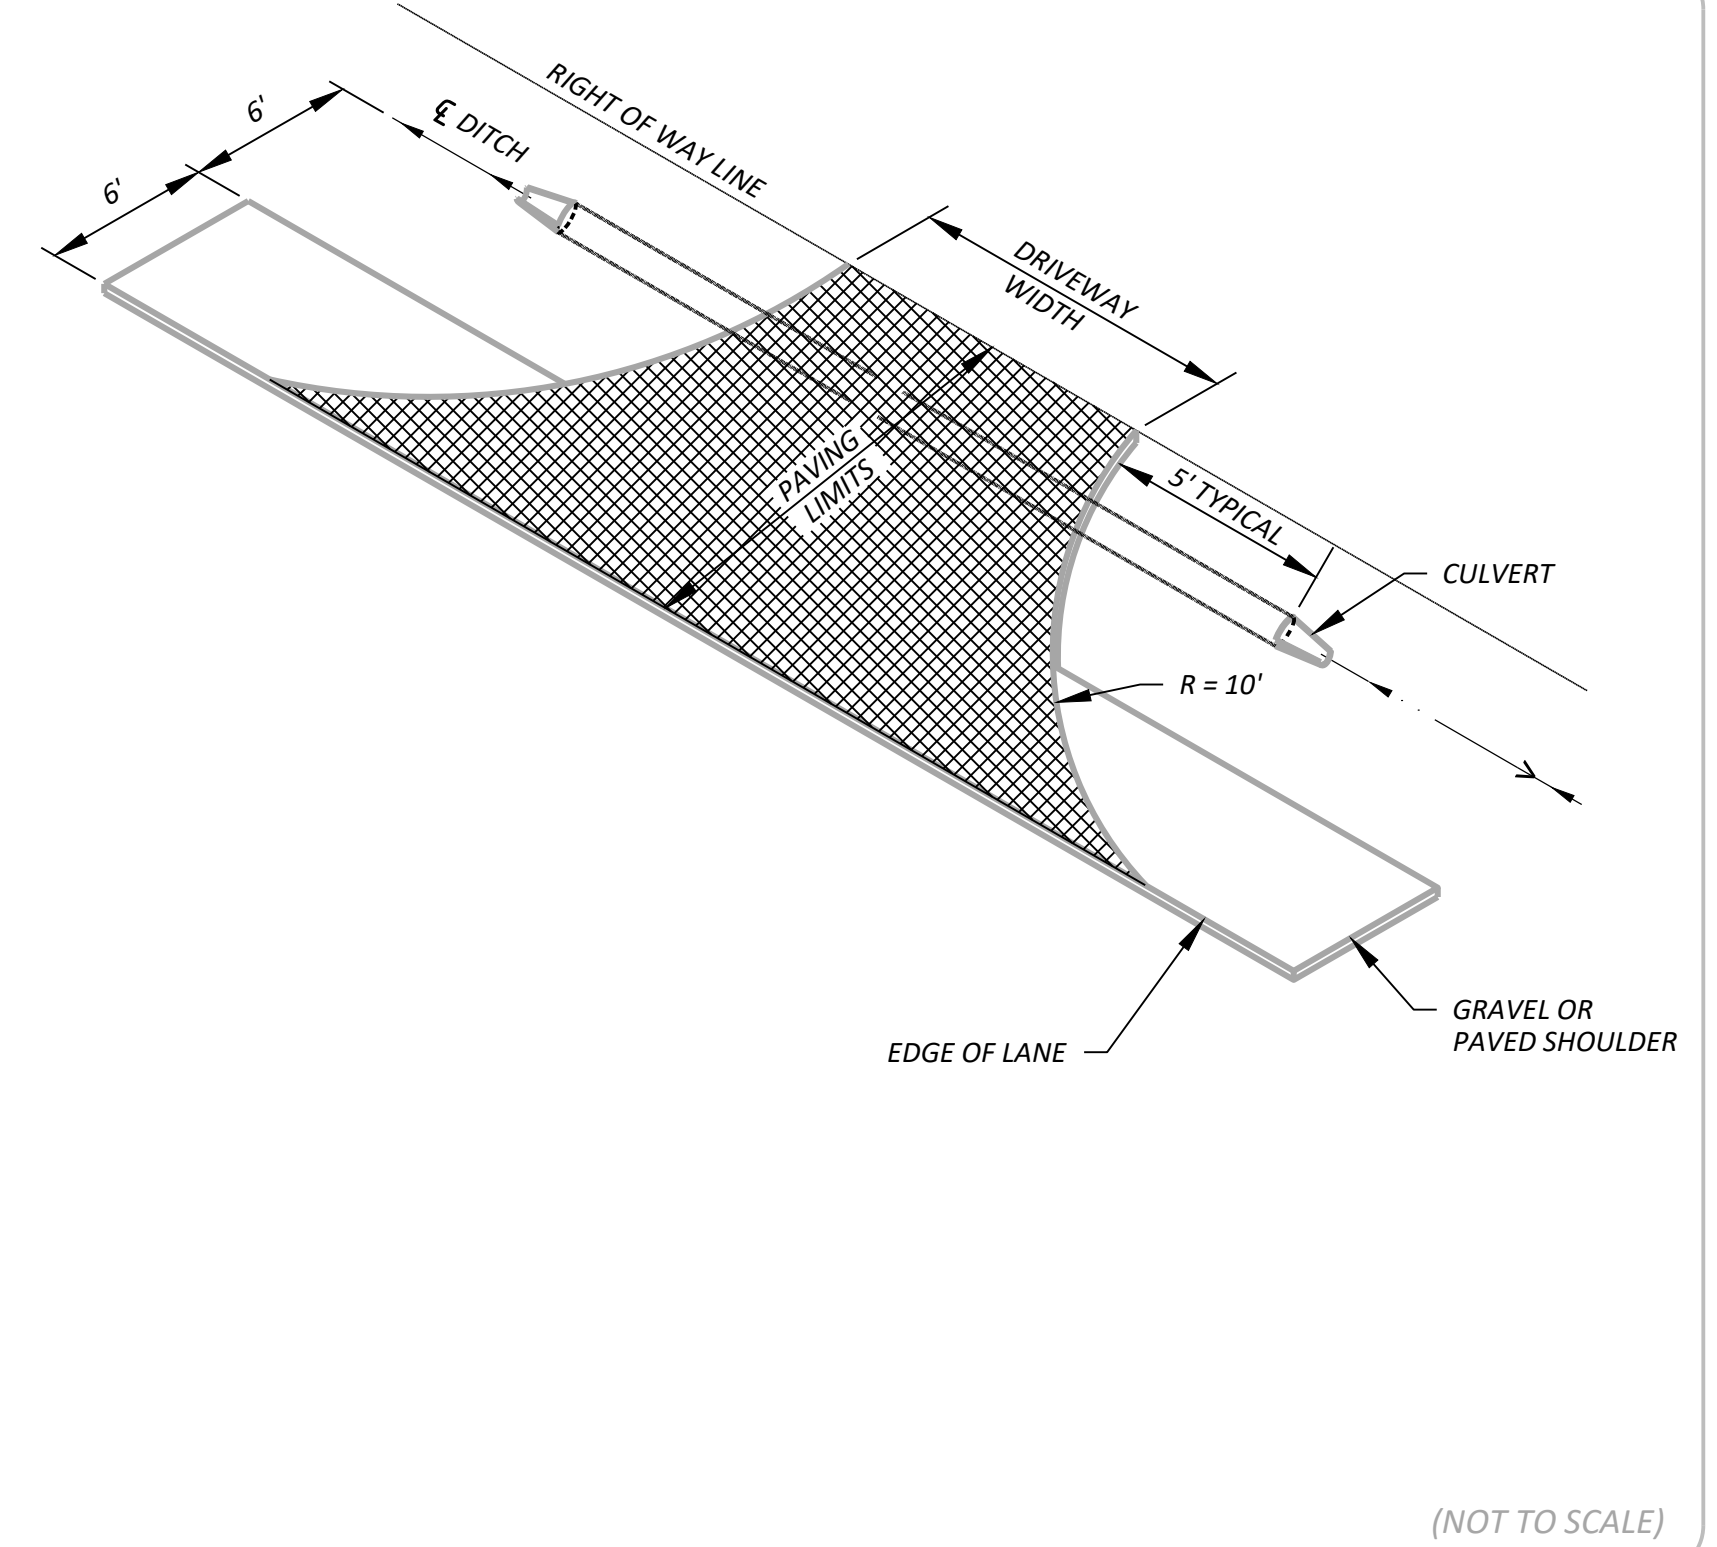 6'
6'
℄ DITCH
RIGHT OF WAY LINE
DRIVEWAY
WIDTH
PAVING
LIMITS
5' TYPICAL
CULVERT
R = 10'
EDGE OF LANE
GRAVEL OR
PAVED SHOULDER
(NOT TO SCALE)